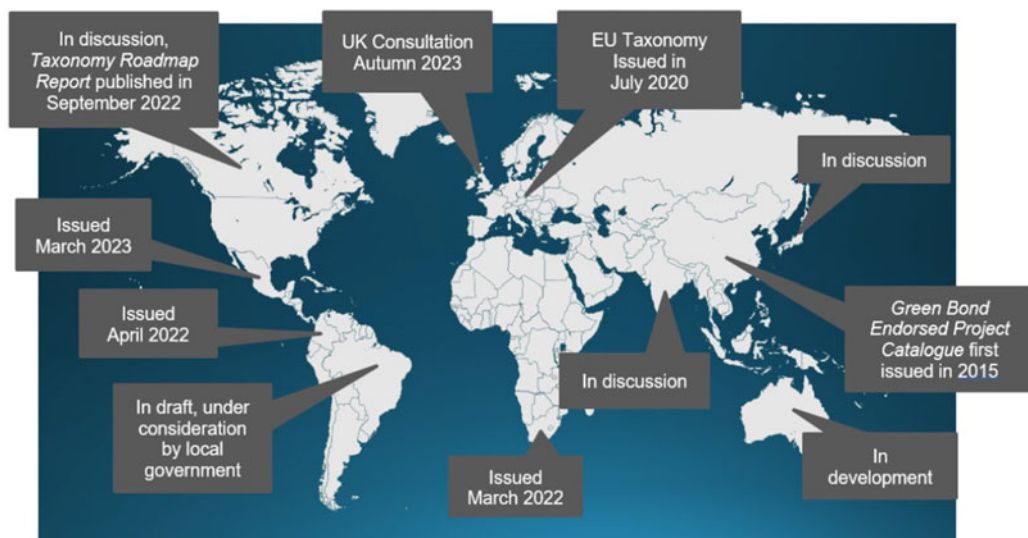 In discussion,
Taxonomy Roadmap
Report published in
September 2022
UK Consultation
Autumn 2023
EU Taxonomy
Issued in
July 2020
In discussion
Issued
March 2023
Issued
April 2022
In draft, under
consideration
by local
government
Issued
March 2022
In discussion
Green Bond
Endorsed Project
Catalogue first
issued in 2015
In
development